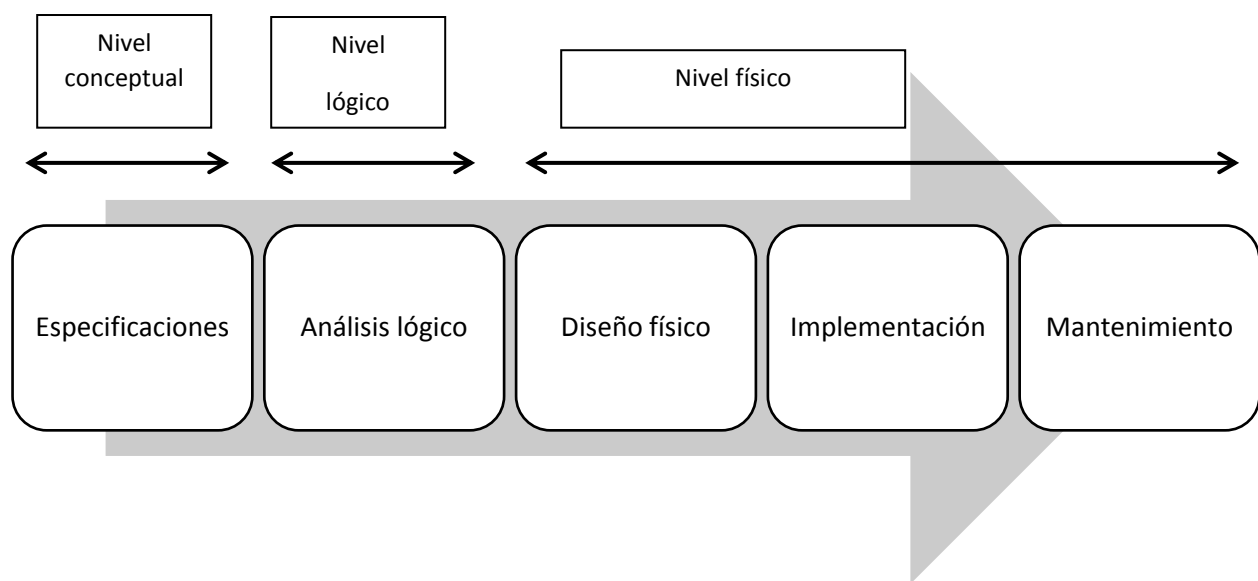 Nivel
conceptual
Nivel
lógico
Nivel físico
Especificaciones
Análisis lógico
Diseño físico
Implementación
Mantenimiento